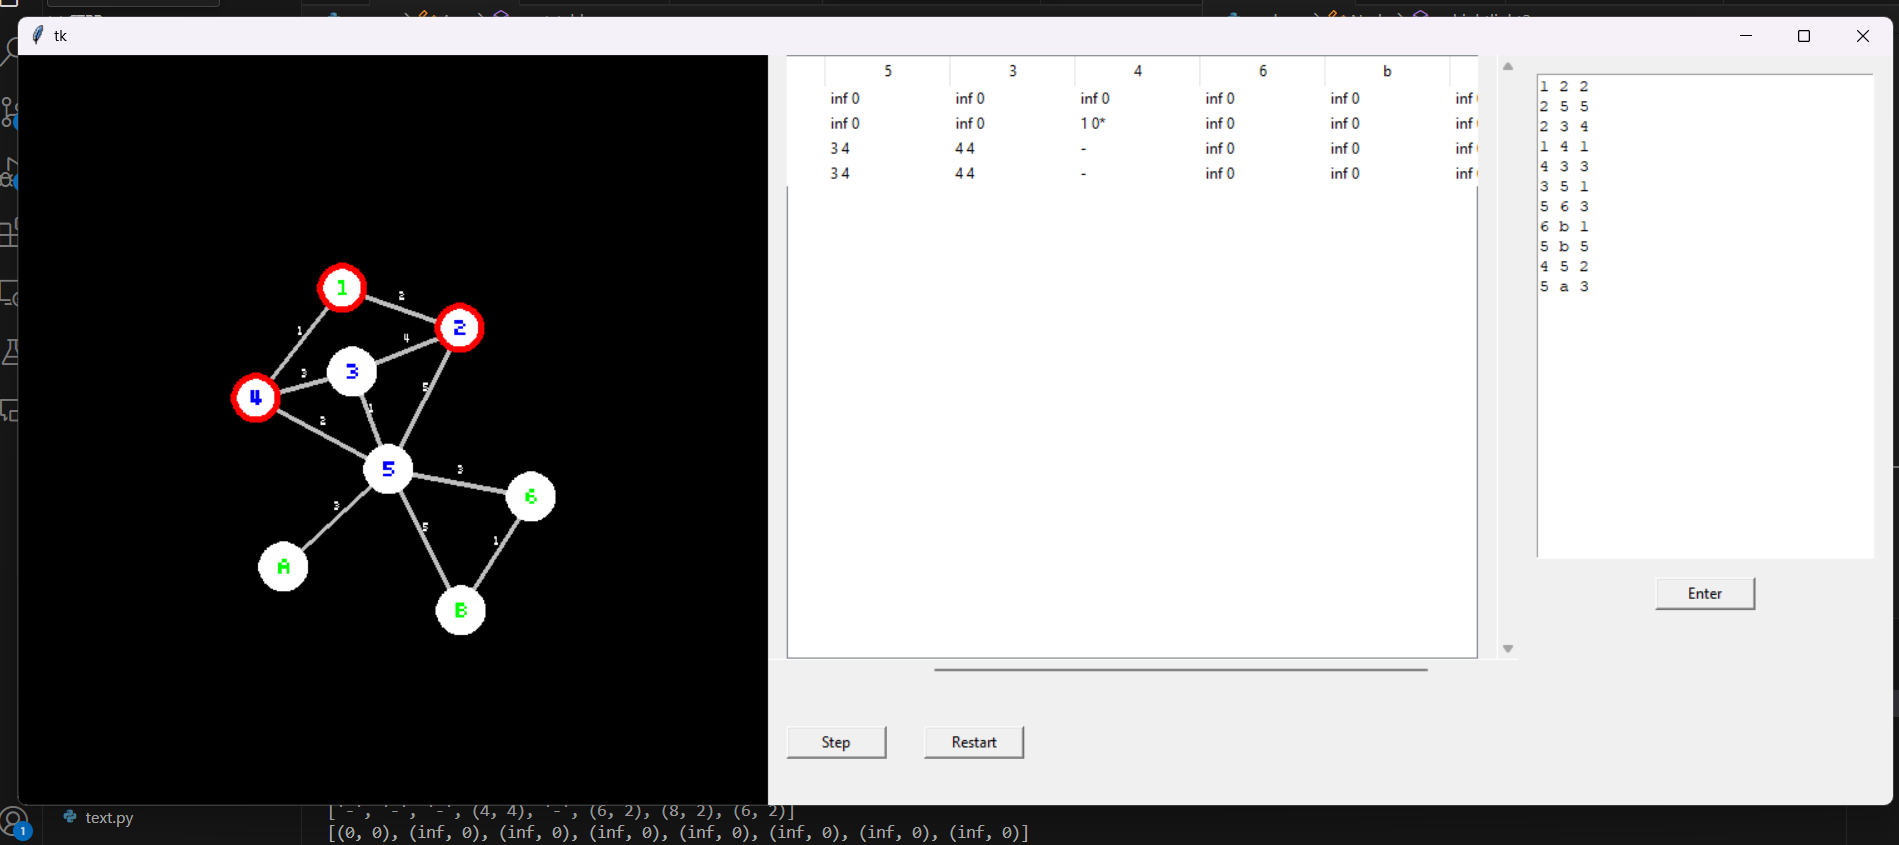 tk
5 3 4 6 b
inf 0 inf 0 inf 0 inf 0 inf 0 inf
inf 0 inf 0 1 0* inf 0 inf 0 inf
3 4 4 4 - inf 0 inf 0 inf
3 4 4 4 - inf 0 inf 0 inf
1 2 2
2 5 5
2 3 4
1 4 1
4 3 3
3 5 1
5 6 3
6 b 1
5 b 5
4 5 2
5 a 3
Enter
1
2
2
1
4
3
3
4
5
1
2
5
3
6
3
5
1
A
B
Step
Restart
1
text.py
['-', '-', '-', (4, 4), '-', (6, 2), (8, 2), (6, 2)]
[(0, 0), (inf, 0), (inf, 0), (inf, 0), (inf, 0), (inf, 0), (inf, 0), (inf, 0)]